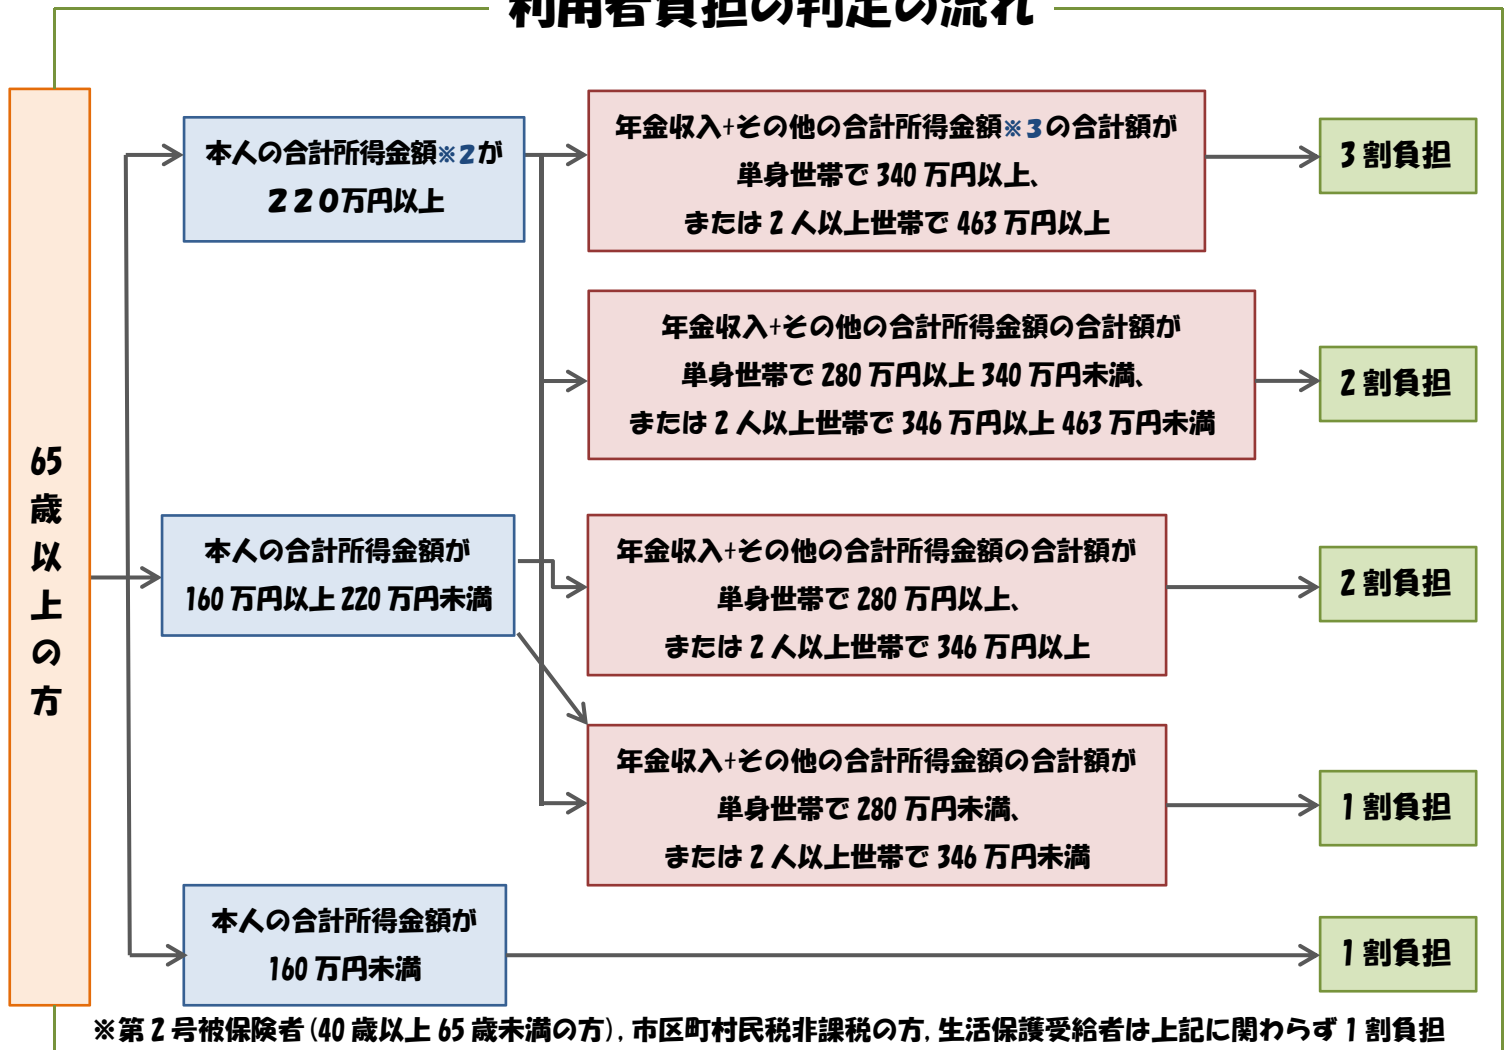 利用者負担の判定の流れ
本人の合計所得金額※2が
220万円以上
年金収入+その他の合計所得金額※3の合計額が
単身世帯で340万円以上、
または2人以上世帯で463万円以上
3割負担
年金収入+その他の合計所得金額の合計額が
単身世帯で280万円以上340万円未満、
または2人以上世帯で346万円以上463万円未満
2割負担
65歳以上の方
本人の合計所得金額が
160万円以上220万円未満
年金収入+その他の合計所得金額の合計額が
単身世帯で280万円以上、
または2人以上世帯で346万円以上
2割負担
年金収入+その他の合計所得金額の合計額が
単身世帯で280万円未満、
または2人以上世帯で346万円未満
1割負担
本人の合計所得金額が
160万円未満
1割負担
※第2号被保険者(40歳以上65歳未満の方),市区町村民税非課税の方,生活保護受給者は上記に関わらず1割負担